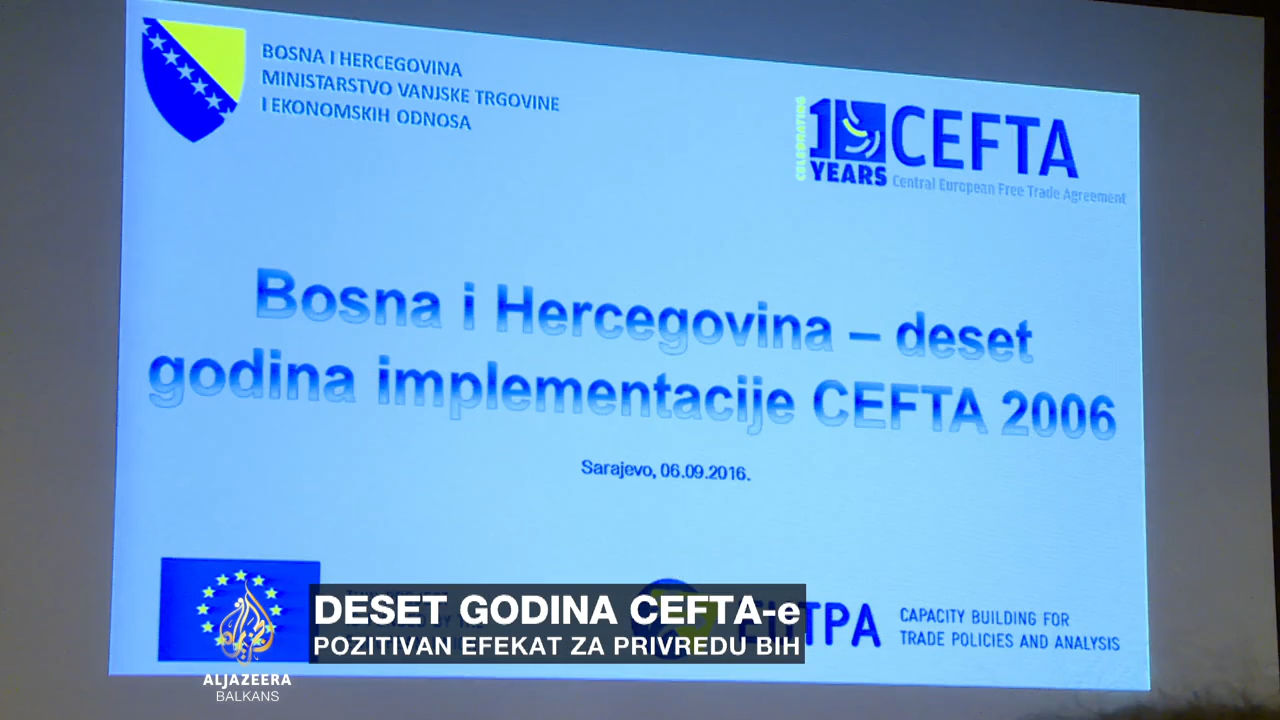 BOSNA I HERCEGOVINA
MINISTARSTVO VANJSKE TRGOVINE
I EKONOMSKIH ODNOSA
CELEBRATING
10 CEFTA
YEARS
Central European Free Trade Agreement
Bosna i Hercegovina – deset
godina implementacije CEFTA 2006
Sarajevo, 06.09.2016.
DESET GODINA CEFTA-e
POZITIVAN EFEKAT ZA PRIVREDU BIH
TPA
CAPACITY BUILDING FOR
TRADE POLICIES AND ANALYSIS
ALJAZEERA
BALKANS